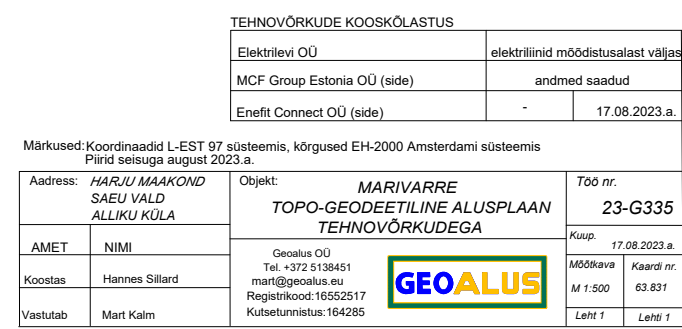 TEHNOVÕRKUDE KOOSKÕLASTUS
Elektrilevi OÜ elektriliinid mõõdistusalast väljas
MCF Group Estonia OÜ (side) andmed saadud
Enefit Connect OÜ (side) - 17.08.2023.a.
Märkused: Koordinaadid L-EST 97 süsteemis, kõrgused EH-2000 Amsterdami süsteemis
Piirid seisuga august 2023.a.
Aadress: HARJU MAAKOND
SAEU VALD
ALLIKU KÜLA
Objekt:
MARIVARRE
TOPO-GEODEETILINE ALUSPLAAN
TEHNOVÕRKUDEGA
Töö nr.
23-G335
Kuup.
17.08.2023.a.
AMET NIMI
Koostas Hannes Sillard
Vastutab Mart Kalm
Geoalus OÜ
Tel. +372 5138451
mart@geoalus.eu
Registrikood:16552517
Kutsetunnistus:164285
GEOALUS
Mõõtkava Kaardi nr.
M 1:500 63.831
Leht 1 Lehti 1